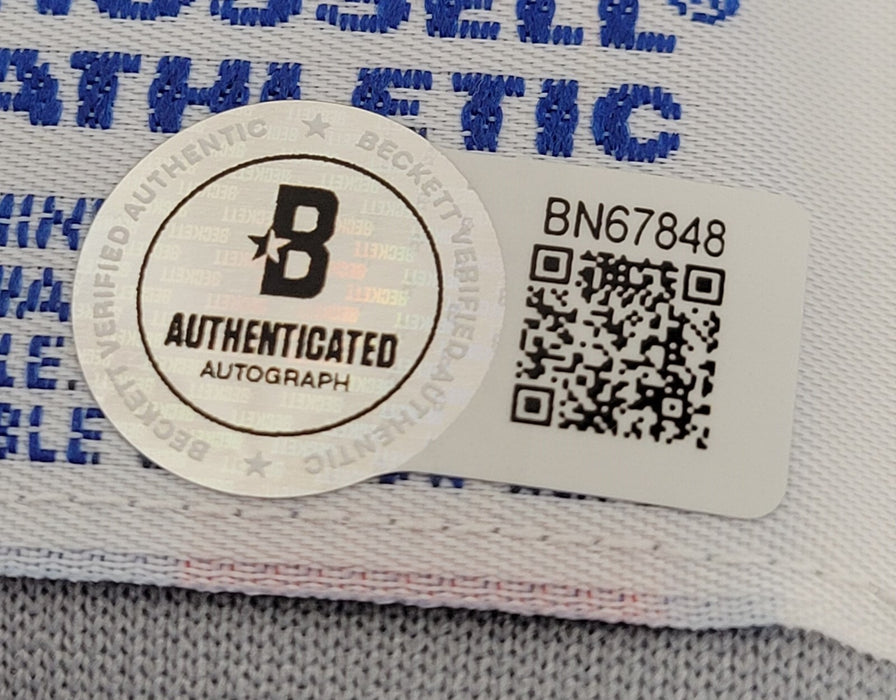 ATHLETIC
VERIFIED AUTHENTIC ★ BECKETT VERIFIED AUTHENTIC ★ BECKETT
B
AUTHENTICATED
AUTOGRAPH
BN67848